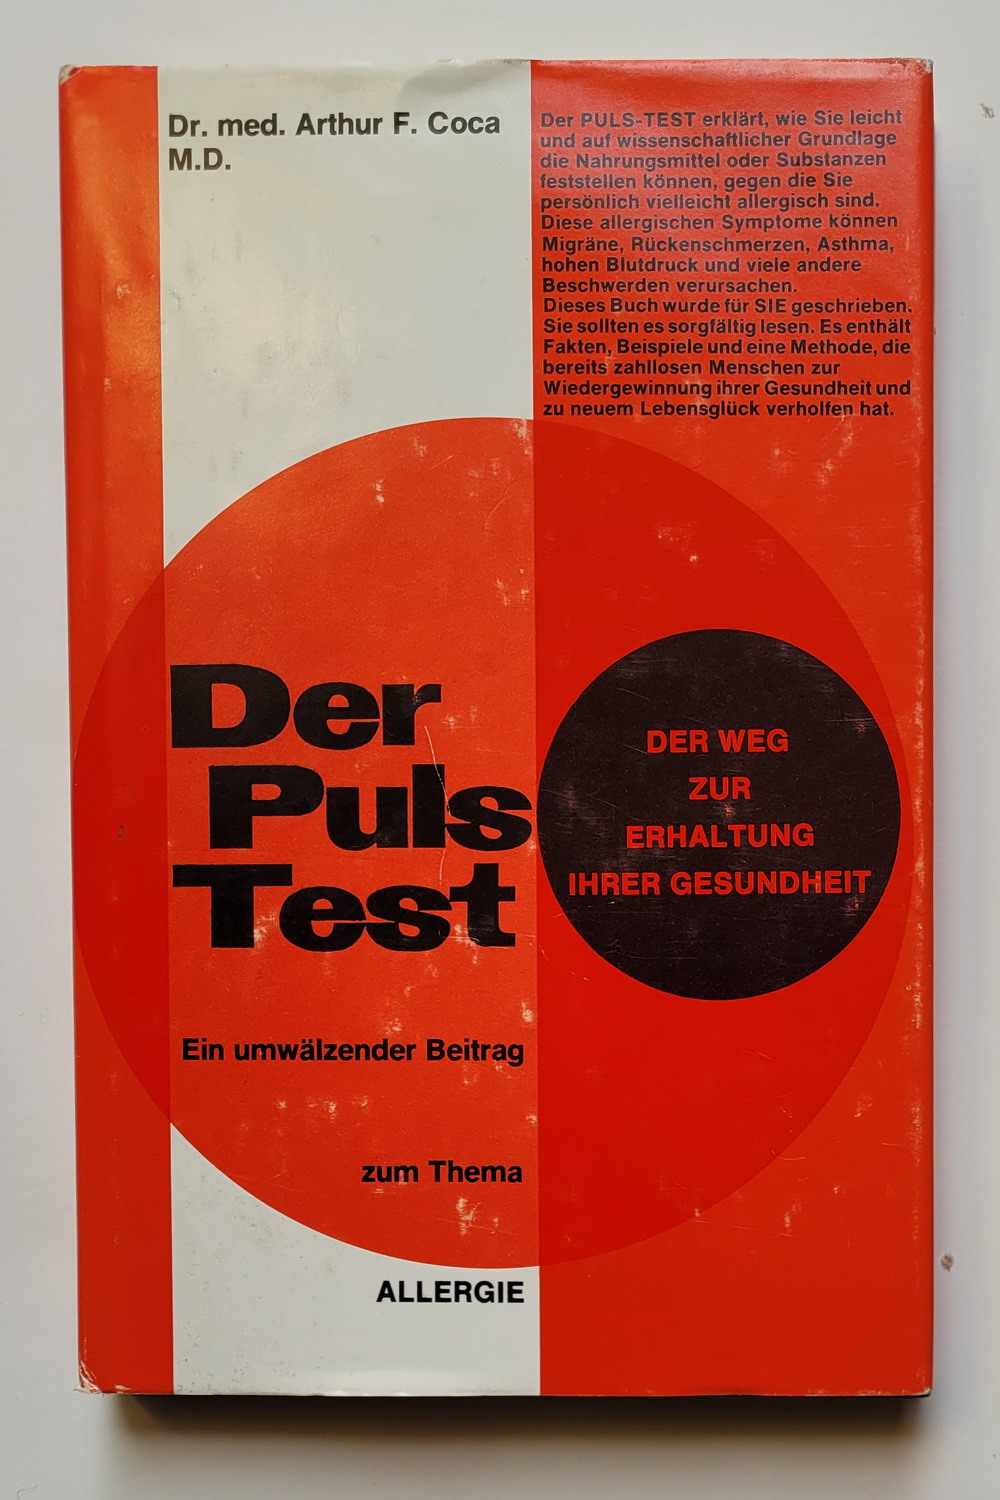 Dr. med. Arthur F. Coca
M.D.
Der PULS-TEST erklärt, wie Sie leicht
und auf wissenschaftlicher Grundlage
die Nahrungsmittel oder Substanzen
feststellen können, gegen die Sie
persönlich vielleicht allergisch sind.
Diese allergischen Symptome können
Migräne, Rückenschmerzen, Asthma,
hohen Blutdruck und viele andere
Beschwerden verursachen.
Dieses Buch wurde für SIE geschrieben.
Sie sollten es sorgfältig lesen. Es enthält
Fakten, Beispiele und eine Methode, die
bereits zahllosen Menschen zur
Wiedergewinnung ihrer Gesundheit und
zu neuem Lebensglück verholfen hat.
Der
Puls
Test
DER WEG
ZUR
ERHALTUNG
IHRER GESUNDHEIT
Ein umwälzender Beitrag
zum Thema
ALLERGIE